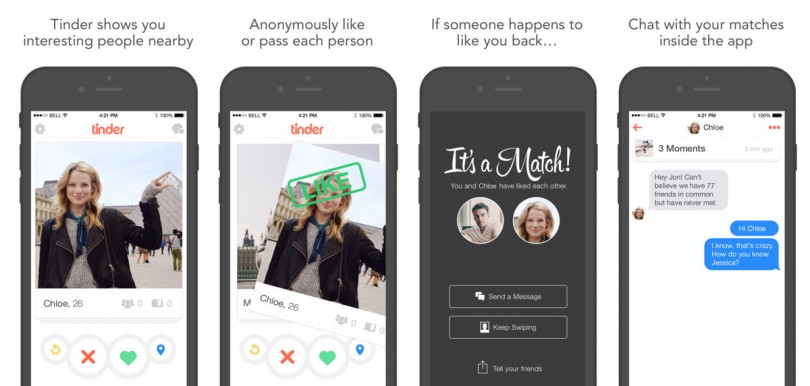 Tinder shows you
interesting people nearby
●●●○○ BELL 4:21 PM 100%
tinder
Chloe, 26
0
0
Anonymously like
or pass each person
●●●○○ BELL 4:21 PM 100%
tinder
LIKE
M
Chloe, 26
0
0
If someone happens to
like you back…
It's a Match!
You and Chloe have liked each other.
Send a Message
Keep Swiping
Tell your friends
Chat with your matches
inside the app
●●●○○ BELL 4:21 PM 100%
Chloe
3 Moments 2 min ago
Hey Jon! Can't
believe we have 77
friends in common
but have never met.
Hi Chloe
I know, that's crazy.
How do you know
Jessica?